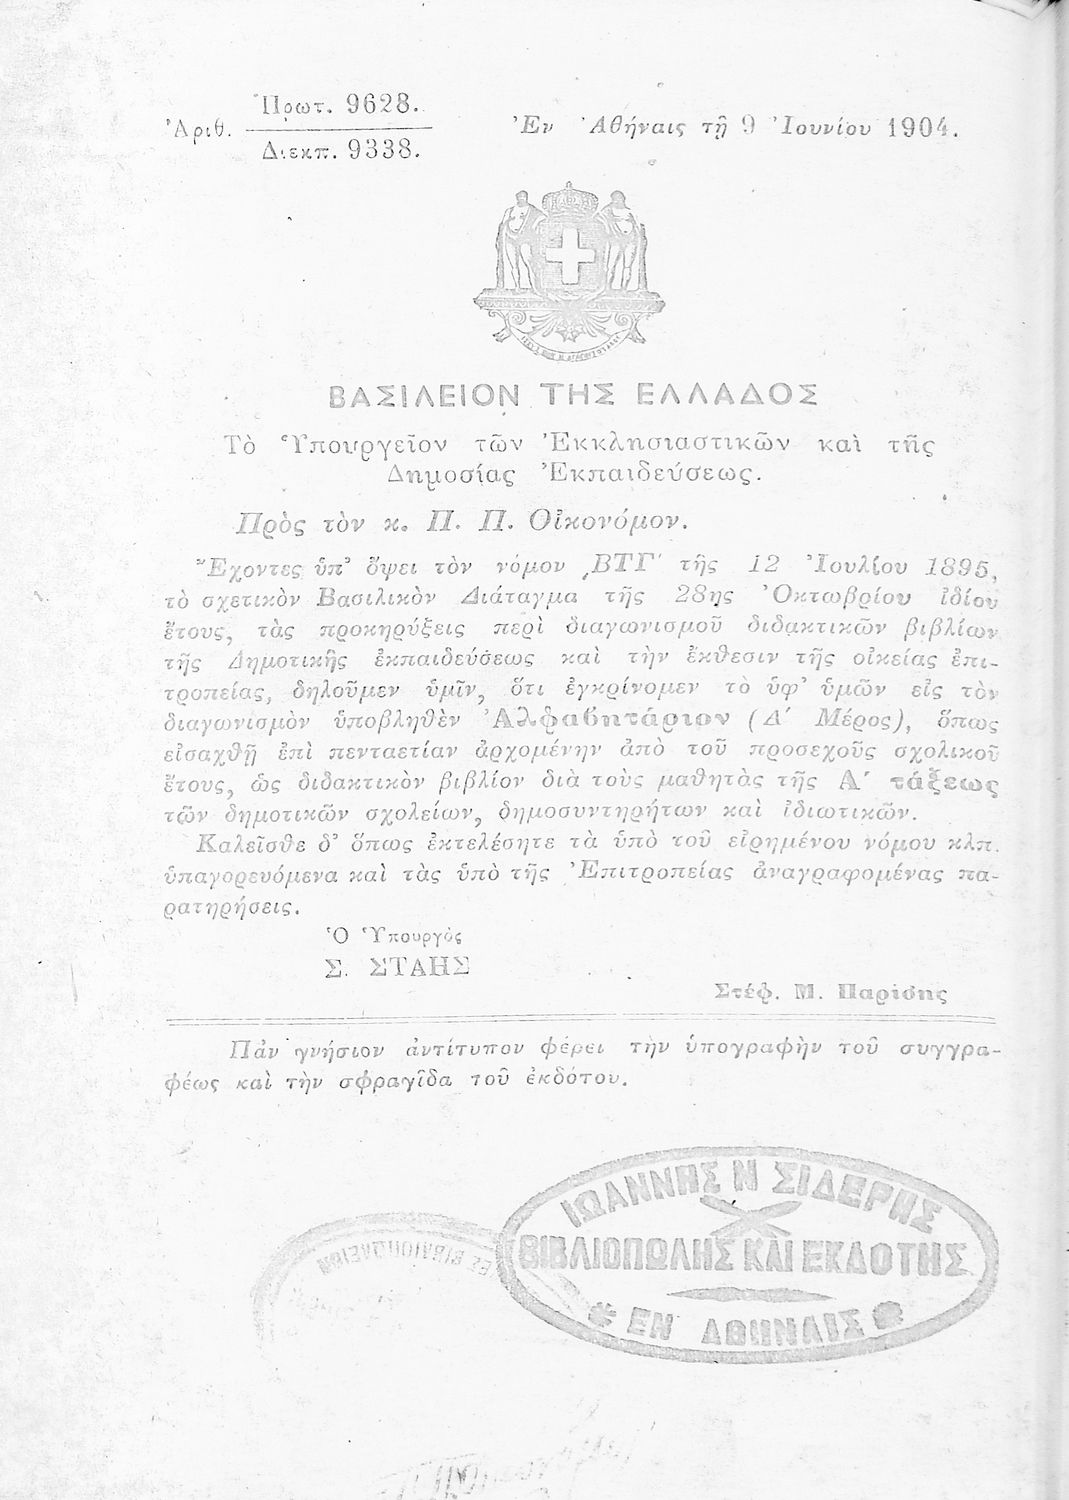 Ἀριθ. Πρωτ. 9628.
Διεκπ. 9338.
Ἐν Ἀθήναις τῇ 9 Ἰουνίου 1904.
ΒΑΣΙΛΕΙΟΝ ΤΗΣ ΕΛΛΑΔΟΣ
Τὸ Ὑπουργεῖον τῶν Ἐκκλησιαστικῶν καὶ τῆς
Δημοσίας Ἐκπαιδεύσεως.
Πρὸς τὸν κ. Π. Π. Οἰκονόμον.
Ἔχοντες ὑπ' ὄψει τὸν νόμον ͵ΒΤΓ΄ τῆς 12 Ἰουλίου 1895,
τὸ σχετικὸν Βασιλικὸν Διάταγμα τῆς 28ης Ὀκτωβρίου ἰδίου
ἔτους, τὰς προκηρύξεις περὶ διαγωνισμοῦ διδακτικῶν βιβλίων
τῆς Δημοτικῆς ἐκπαιδεύσεως καὶ τὴν ἔκθεσιν τῆς οἰκείας ἐπι-
τροπείας, δηλοῦμεν ὑμῖν, ὅτι ἐγκρίνομεν τὸ ὑφ' ὑμῶν εἰς τὸν
διαγωνισμὸν ὑποβληθὲν Ἀλφαβητάριον (Α΄ Μέρος), ὅπως
εἰσαχθῇ ἐπὶ πενταετίαν ἀρχομένην ἀπὸ τοῦ προσεχοῦς σχολικοῦ
ἔτους, ὡς διδακτικὸν βιβλίον διὰ τοὺς μαθητὰς τῆς Α΄ τάξεως
τῶν δημοτικῶν σχολείων, δημοσυντηρήτων καὶ ἰδιωτικῶν.
Καλεῖσθε δ' ὅπως ἐκτελέσητε τὰ ὑπὸ τοῦ εἰρημένου νόμου κλπ.
ὑπαγορευόμενα καὶ τὰς ὑπὸ τῆς Ἐπιτροπείας ἀναγραφομένας πα-
ρατηρήσεις.
Ὁ Ὑπουργὸς
Σ. ΣΤΑΗΣ
Στέφ. Μ. Παρίσης
Πᾶν γνήσιον ἀντίτυπον φέρει τὴν ὑπογραφὴν τοῦ συγγρα-
φέως καὶ τὴν σφραγῖδα τοῦ ἐκδότου.
ΙΩΑΝΝΗΣ Ν ΣΙΔΕΡΗΣ
ΒΙΒΛΙΟΠΩΛΗΣ ΚΑΙ ΕΚΔΟΤΗΣ
ΕΝ ΑΘΗΝΑΙΣ